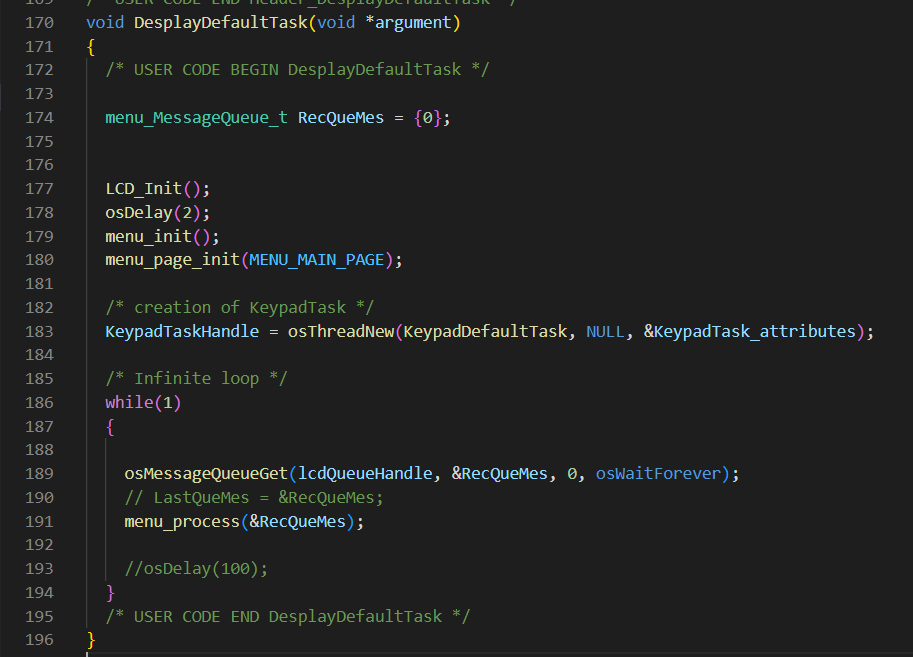 169 /* USER CODE END Header_DesplayDefaultTask */
170 void DesplayDefaultTask(void *argument)
171 {
172 /* USER CODE BEGIN DesplayDefaultTask */
173
174 menu_MessageQueue_t RecQueMes = {0};
175
176
177 LCD_Init();
178 osDelay(2);
179 menu_init();
180 menu_page_init(MENU_MAIN_PAGE);
181
182 /* creation of KeypadTask */
183 KeypadTaskHandle = osThreadNew(KeypadDefaultTask, NULL, &KeypadTask_attributes);
184
185 /* Infinite loop */
186 while(1)
187 {
188
189 osMessageQueueGet(lcdQueueHandle, &RecQueMes, 0, osWaitForever);
190 // LastQueMes = &RecQueMes;
191 menu_process(&RecQueMes);
192
193 //osDelay(100);
194 }
195 /* USER CODE END DesplayDefaultTask */
196 }